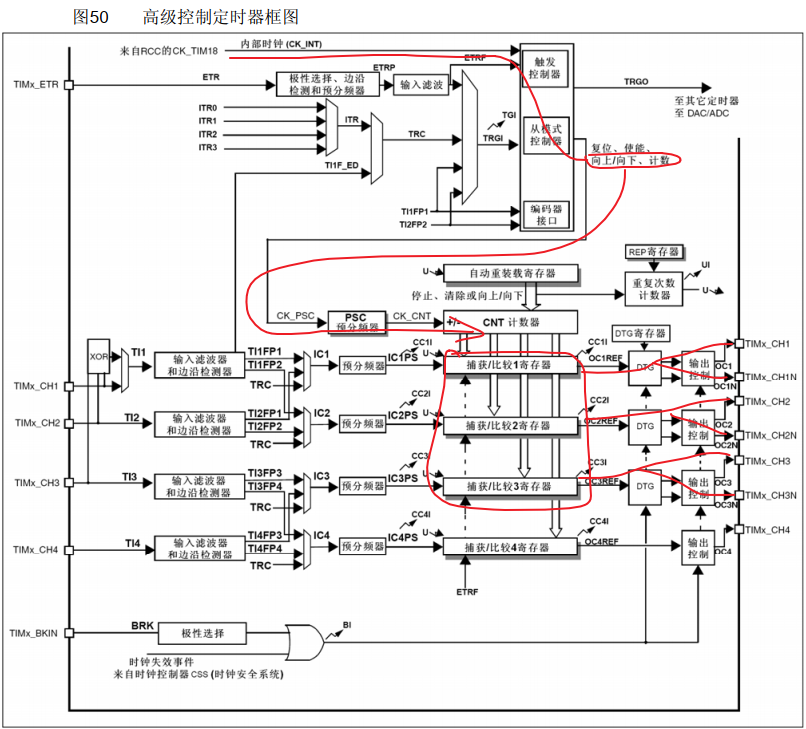 图50 高级控制定时器框图
内部时钟 (CK_INT)
来自RCC的CK_TIM18
ETRF
触发
控制器
TRGO
至其它定时器
至 DAC/ADC
TIMx_ETR
ETR
极性选择、边沿
检测和预分频器
ETRP
输入滤波
ITR0
ITR1
ITR2
ITR3
ITR
TRC
TI1F_ED
TGI
TRGI
从模式
控制器
复位、使能、
向上/向下、计数
TI1FP1
TI2FP2
编码器
接口
REP寄存器
UI
U
自动重装载寄存器
重复次数
计数器
U
停止、清除或向上/向下
CK_PSC
PSC
预分频器
CK_CNT
+/-
CNT 计数器
DTG寄存器
XOR
TI1
输入滤波器
和边沿检测器
TI1FP1
TI1FP2
TRC
IC1
预分频器
IC1PS
CC1I
U
捕获/比较1寄存器
CC1I
OC1REF
DTG
输出
控制
OC1
OC1N
TIMx_CH1
TIMx_CH1N
TIMx_CH1
TIMx_CH2
TI2
输入滤波器
和边沿检测器
TI2FP1
TI2FP2
TRC
IC2
预分频器
IC2PS
CC2I
U
捕获/比较2寄存器
CC2I
OC2REF
DTG
输出
控制
OC2
OC2N
TIMx_CH2
TIMx_CH2N
TIMx_CH3
TI3
输入滤波器
和边沿检测器
TI3FP3
TI3FP4
TRC
IC3
预分频器
IC3PS
CC3I
U
捕获/比较3寄存器
CC3I
OC3REF
DTG
输出
控制
OC3
OC3N
TIMx_CH3
TIMx_CH3N
TIMx_CH4
TI4
输入滤波器
和边沿检测器
TI4FP3
TI4FP4
TRC
IC4
预分频器
IC4PS
CC4I
U
捕获/比较4寄存器
CC4I
OC4REF
输出
控制
OC4
TIMx_CH4
ETRF
TIMx_BKIN
BRK
极性选择
BI
时钟失效事件
来自时钟控制器 CSS (时钟安全系统)